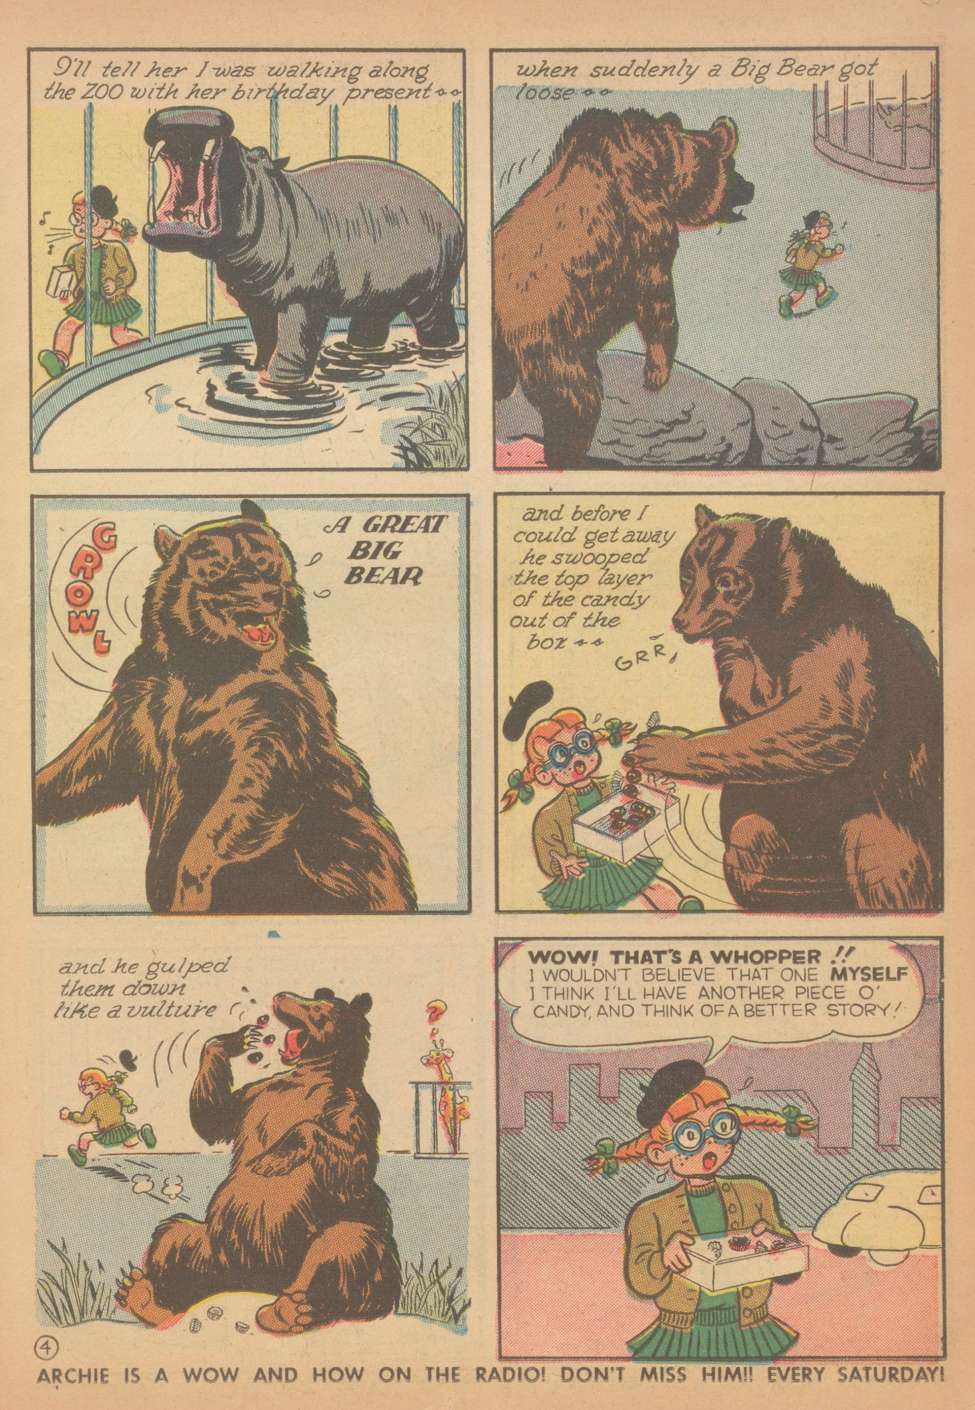 I'll tell her I was walking along
the ZOO with her birthday present
when suddenly a Big Bear got
loose
GROWL
A GREAT
BIG
BEAR
and before I
could get away
he swooped
the top layer
of the candy
out of the
box
GRR,
and he gulped
them down
like a vulture
?
WOW! THAT'S A WHOPPER!!
I WOULDN'T BELIEVE THAT ONE MYSELF
I THINK I'LL HAVE ANOTHER PIECE O'
CANDY, AND THINK OF A BETTER STORY!
4
ARCHIE IS A WOW AND HOW ON THE RADIO! DON'T MISS HIM!! EVERY SATURDAY!